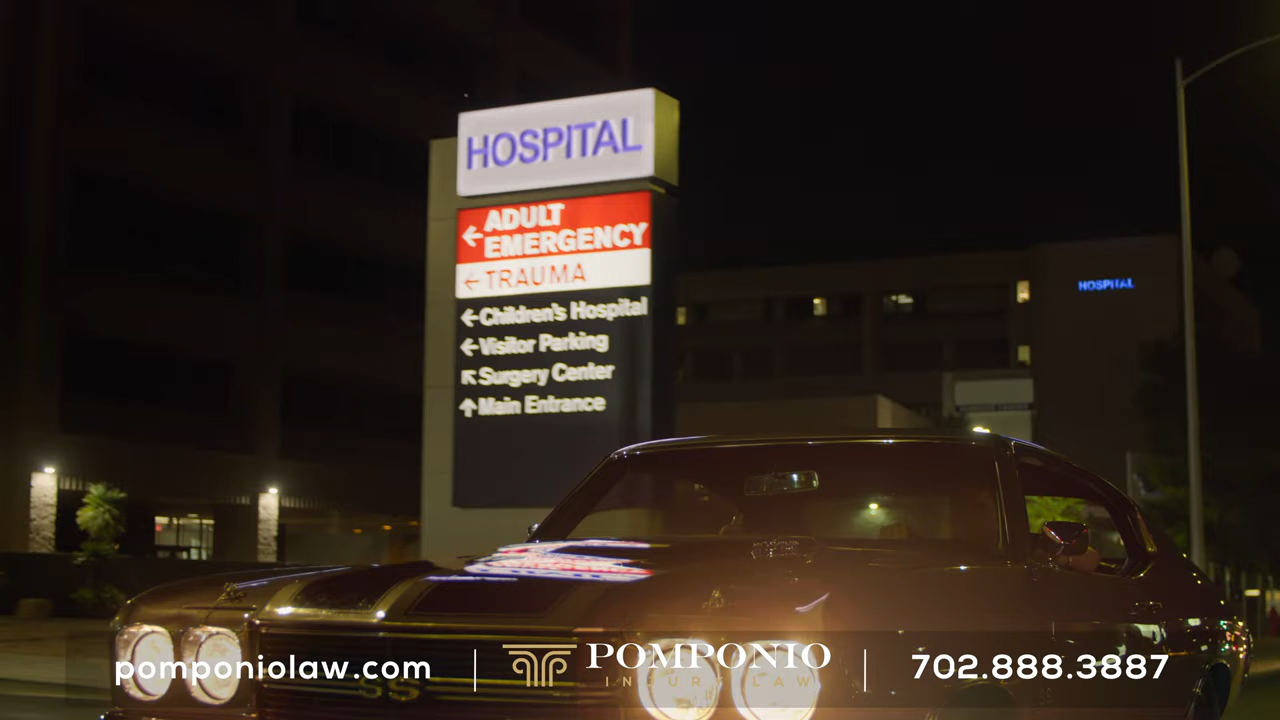 HOSPITAL
← ADULT
EMERGENCY
← TRAUMA
← Children's Hospital
← Visitor Parking
↖ Surgery Center
↑ Main Entrance
HOSPITAL
SS
pomponiolaw.com
POMPONIO
INJURY LAW
702.888.3887